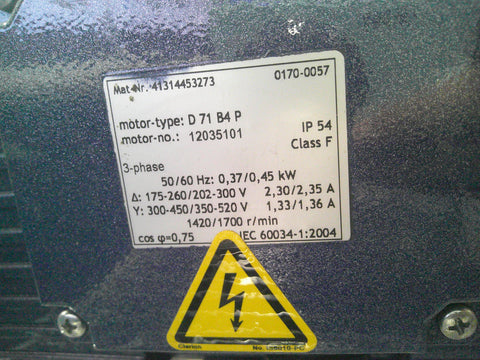 Mat-Nr.: 41314453273 0170-0057
motor-type: D 71 B4 P IP 54
motor-no.: 12035101 Class F
3-phase
50/60 Hz: 0,37/0,45 kW
Δ: 175-260/202-300 V 2,30/2,35 A
Y: 300-450/350-520 V 1,33/1,36 A
1420/1700 r/min
cos φ=0,75 IEC 60034-1:2004
Clarion No.